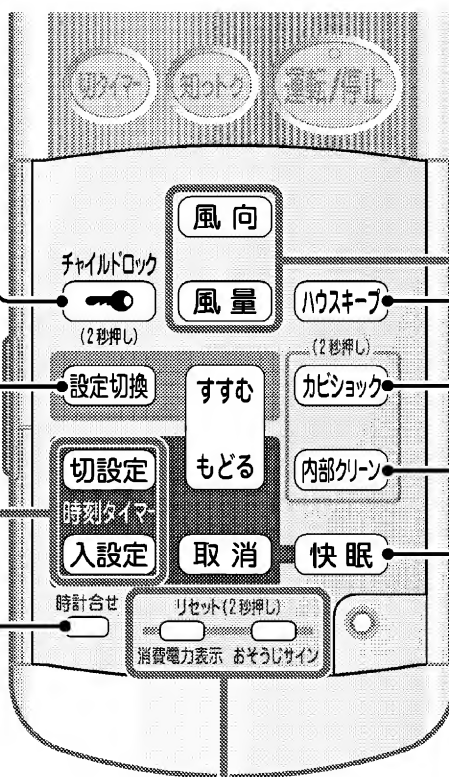 切タイマー
知っトク
運転/停止
風向
チャイルドロック
風量
ハウスキープ
(2秒押し)
(2秒押し)
設定切換
すすむ
カビショック
切設定
もどる
内部クリーン
時刻タイマー
入設定
取消
快眠
時計合せ
リセット(2秒押し)
消費電力表示
おそうじサイン